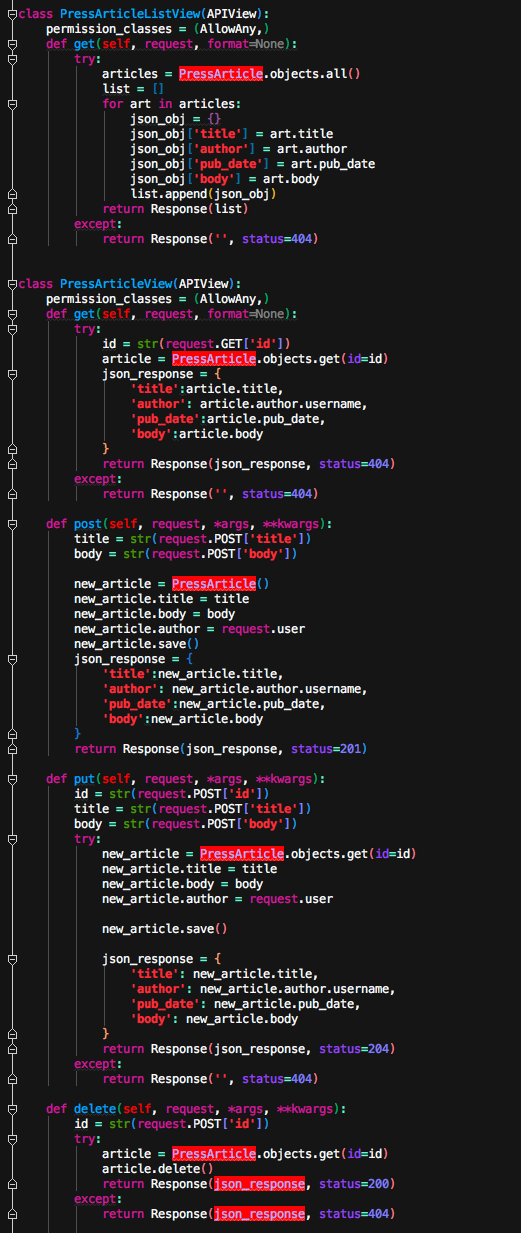 class PressArticleListView(APIView):
    permission_classes = (AllowAny,)
    def get(self, request, format=None):
        try:
            articles = PressArticle.objects.all()
            list = []
            for art in articles:
                json_obj = {}
                json_obj['title'] = art.title
                json_obj['author'] = art.author
                json_obj['pub_date'] = art.pub_date
                json_obj['body'] = art.body
                list.append(json_obj)
            return Response(list)
        except:
            return Response('', status=404)
class PressArticleView(APIView):
    permission_classes = (AllowAny,)
    def get(self, request, format=None):
        try:
            id = str(request.GET['id'])
            article = PressArticle.objects.get(id=id)
            json_response = {
                'title':article.title,
                'author': article.author.username,
                'pub_date':article.pub_date,
                'body':article.body
            }
            return Response(json_response, status=404)
        except:
            return Response('', status=404)
    def post(self, request, *args, **kwargs):
        title = str(request.POST['title'])
        body = str(request.POST['body'])
        new_article = PressArticle()
        new_article.title = title
        new_article.body = body
        new_article.author = request.user
        new_article.save()
        json_response = {
            'title':new_article.title,
            'author': new_article.author.username,
            'pub_date':new_article.pub_date,
            'body':new_article.body
        }
        return Response(json_response, status=201)
    def put(self, request, *args, **kwargs):
        id = str(request.POST['id'])
        title = str(request.POST['title'])
        body = str(request.POST['body'])
        try:
            new_article = PressArticle.objects.get(id=id)
            new_article.title = title
            new_article.body = body
            new_article.author = request.user
            new_article.save()
            json_response = {
                'title': new_article.title,
                'author': new_article.author.username,
                'pub_date': new_article.pub_date,
                'body': new_article.body
            }
            return Response(json_response, status=204)
        except:
            return Response('', status=404)
    def delete(self, request, *args, **kwargs):
        id = str(request.POST['id'])
        try:
            article = PressArticle.objects.get(id=id)
            article.delete()
            return Response(json_response, status=200)
        except:
            return Response(json_response, status=404)